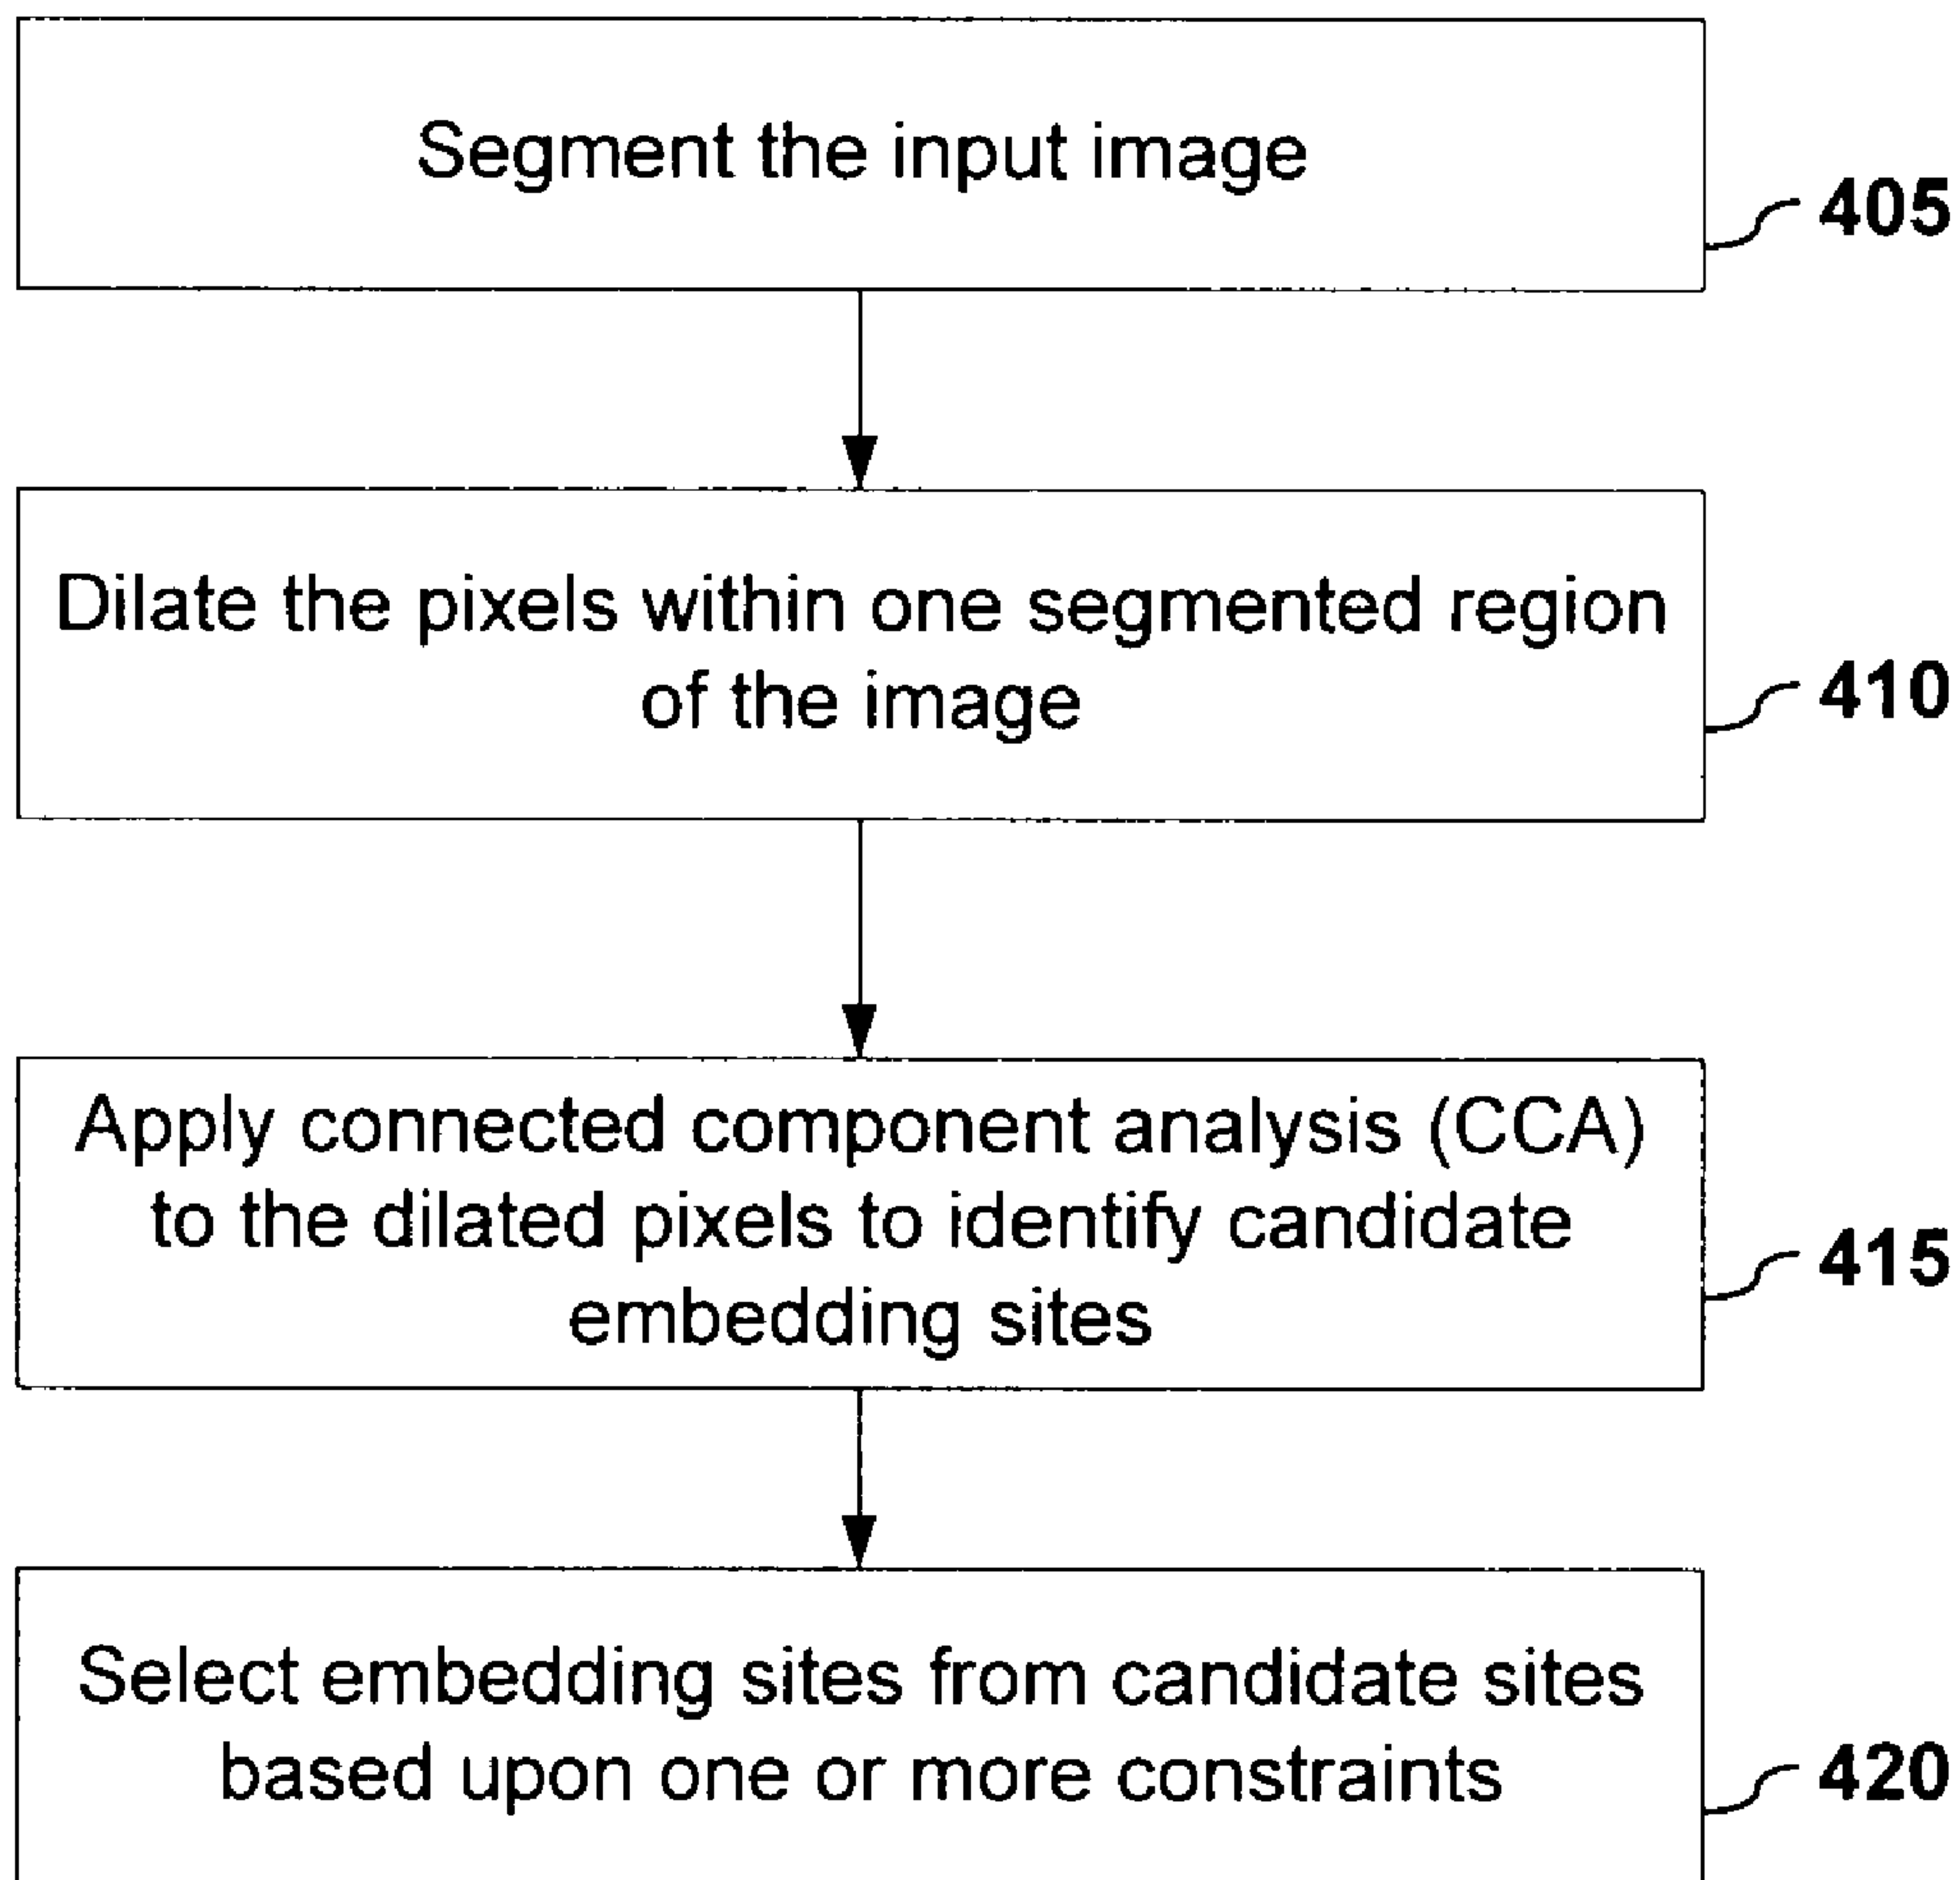 Segment the input image
405
Dilate the pixels within one segmented region
of the image
410
Apply connected component analysis (CCA)
to the dilated pixels to identify candidate
embedding sites
415
Select embedding sites from candidate sites
based upon one or more constraints
420